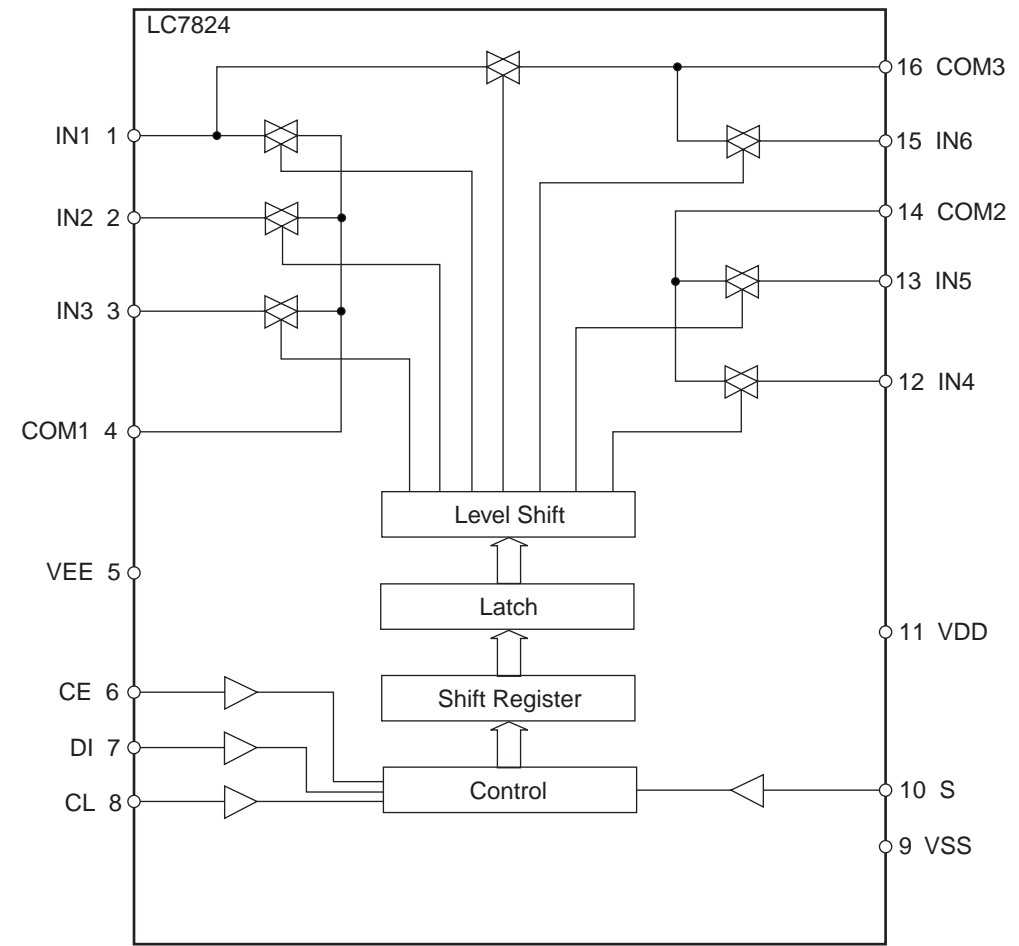 LC7824
16 COM3
IN1 1
15 IN6
IN2 2
14 COM2
13 IN5
IN3 3
12 IN4
COM1 4
Level Shift
VEE 5
Latch
11 VDD
CE 6
Shift Register
DI 7
Control
10 S
CL 8
9 VSS